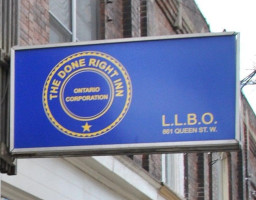 THE DONE RIGHT INN
ONTARIO
CORPORATION
L.L.B.O.
861 QUEEN ST. W.